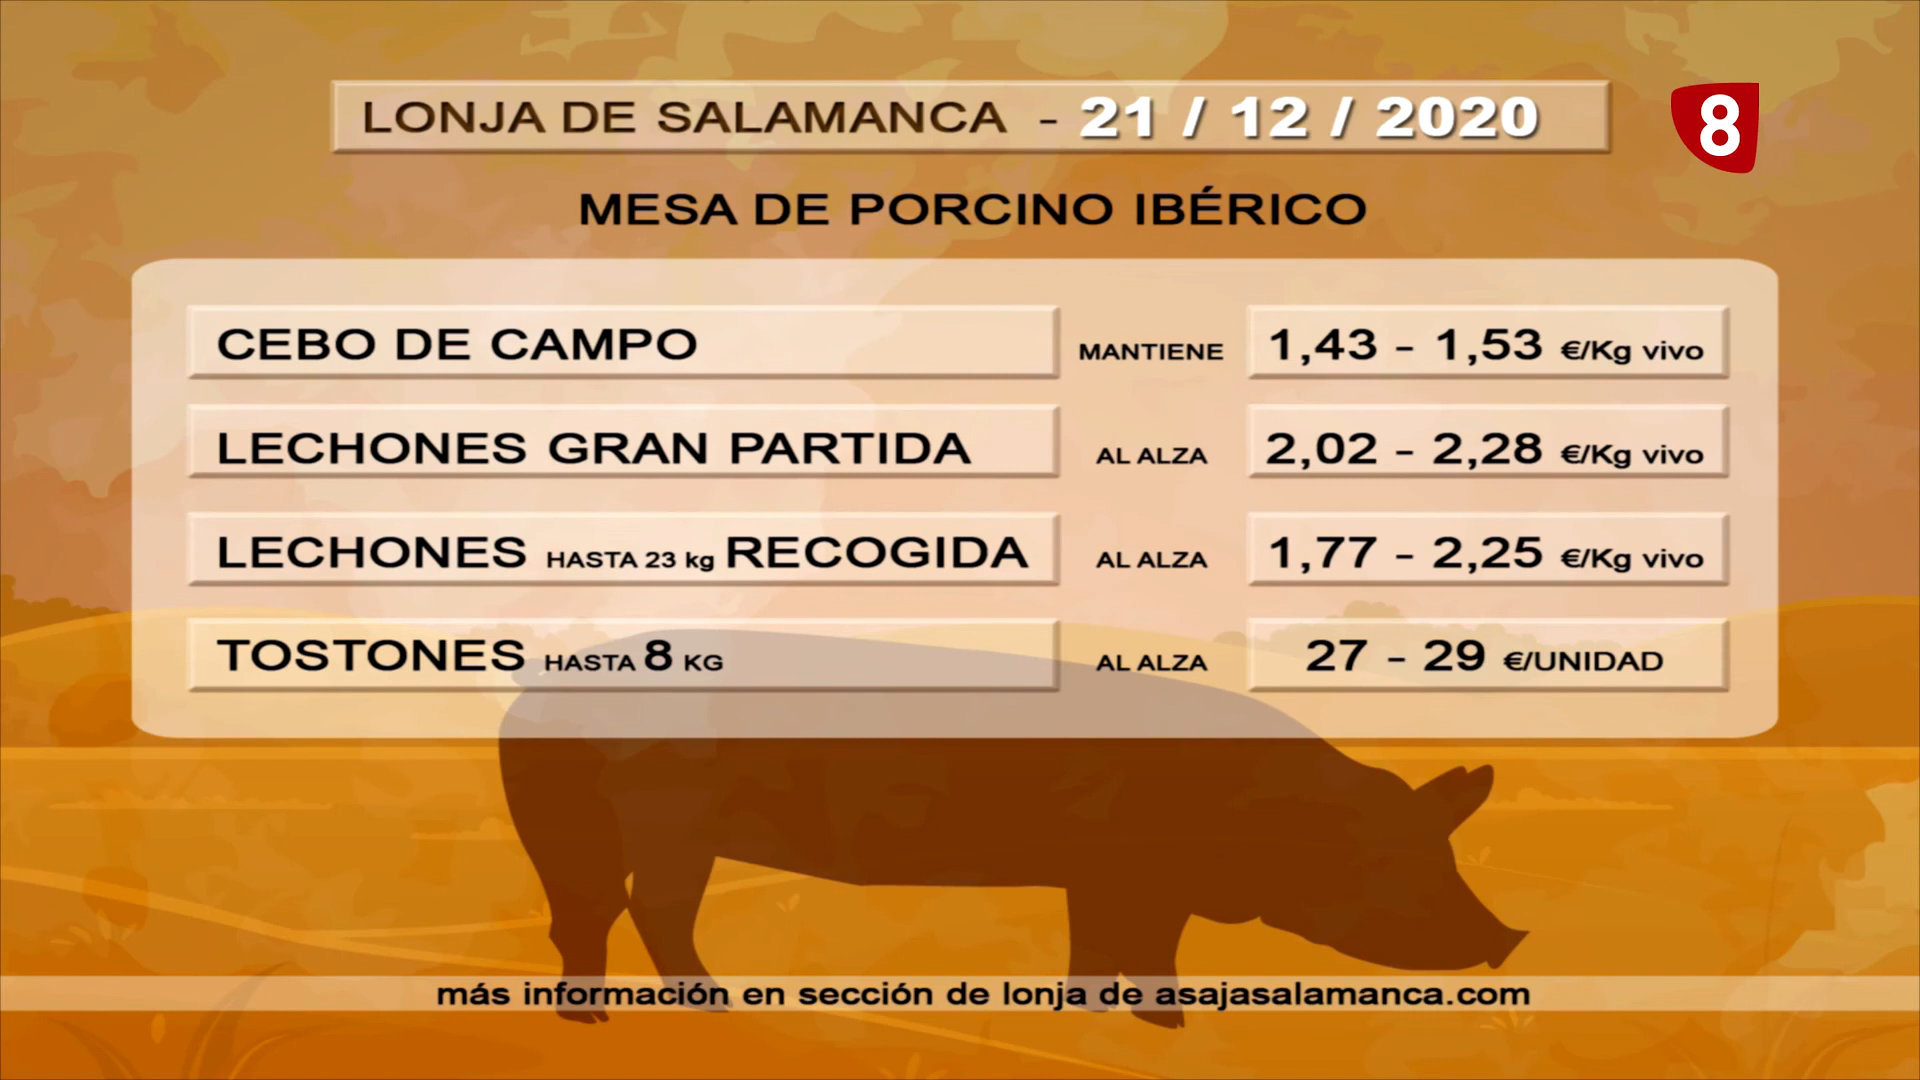 LONJA DE SALAMANCA - 21 / 12 / 2020
8
MESA DE PORCINO IBÉRICO
CEBO DE CAMPO MANTIENE 1,43 - 1,53 €/Kg vivo
LECHONES GRAN PARTIDA AL ALZA 2,02 - 2,28 €/Kg vivo
LECHONES HASTA 23 kg RECOGIDA AL ALZA 1,77 - 2,25 €/Kg vivo
TOSTONES HASTA 8 KG AL ALZA 27 - 29 €/UNIDAD
más información en sección de lonja de asajasalamanca.com